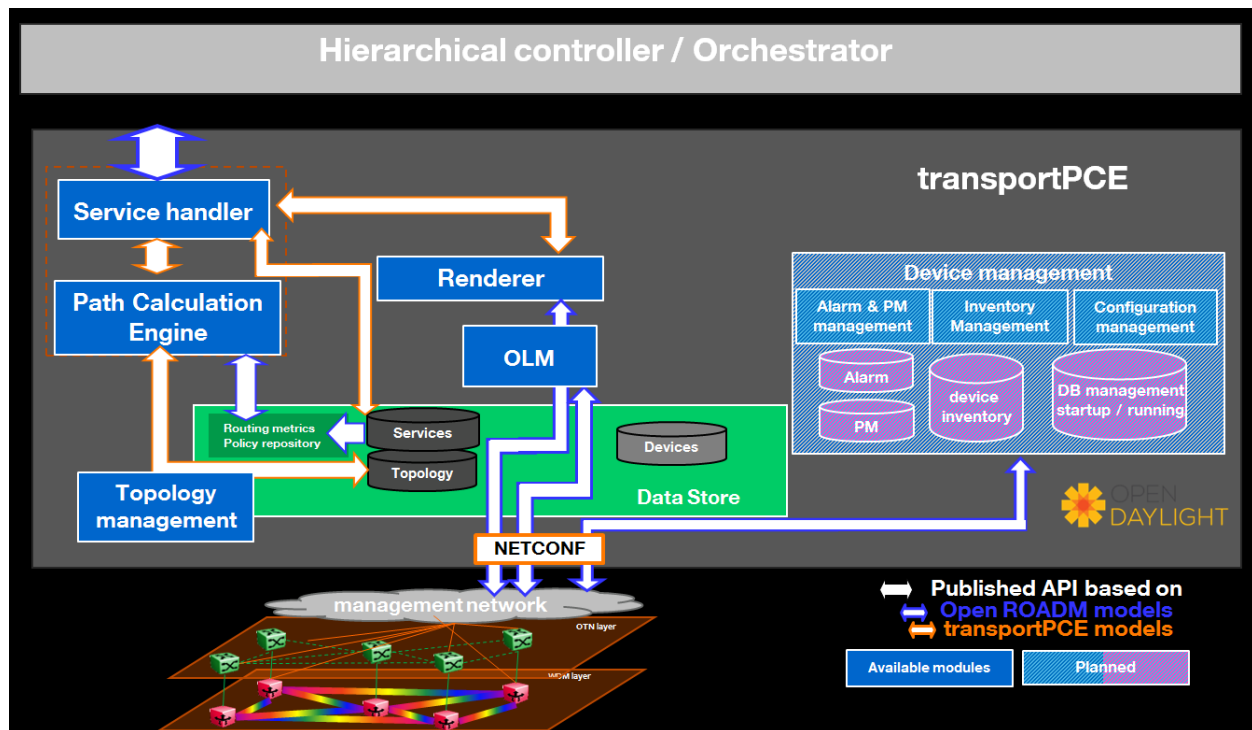 Hierarchical controller / Orchestrator
transportPCE
Service handler
Renderer
Path Calculation
Engine
OLM
Device management
Alarm & PM
management
Inventory
Management
Configuration
management
Alarm
PM
device
inventory
DB management
startup / running
Routing metrics
Policy repository
Services
Topology
Devices
Data Store
Topology
management
OPEN
DAYLIGHT
NETCONF
management network
OTN layer
WDM layer
Published API based on
Open ROADM models
transportPCE models
Available modules
Planned